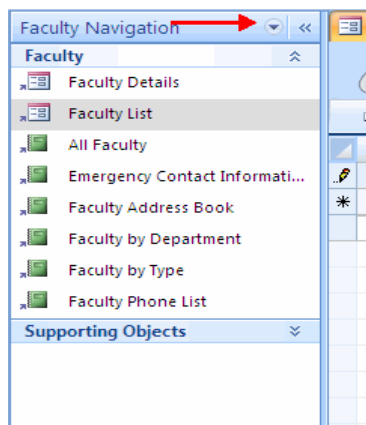 Faculty Navigation
Faculty
Faculty Details
Faculty List
All Faculty
Emergency Contact Informati...
Faculty Address Book
Faculty by Department
Faculty by Type
Faculty Phone List
Supporting Objects